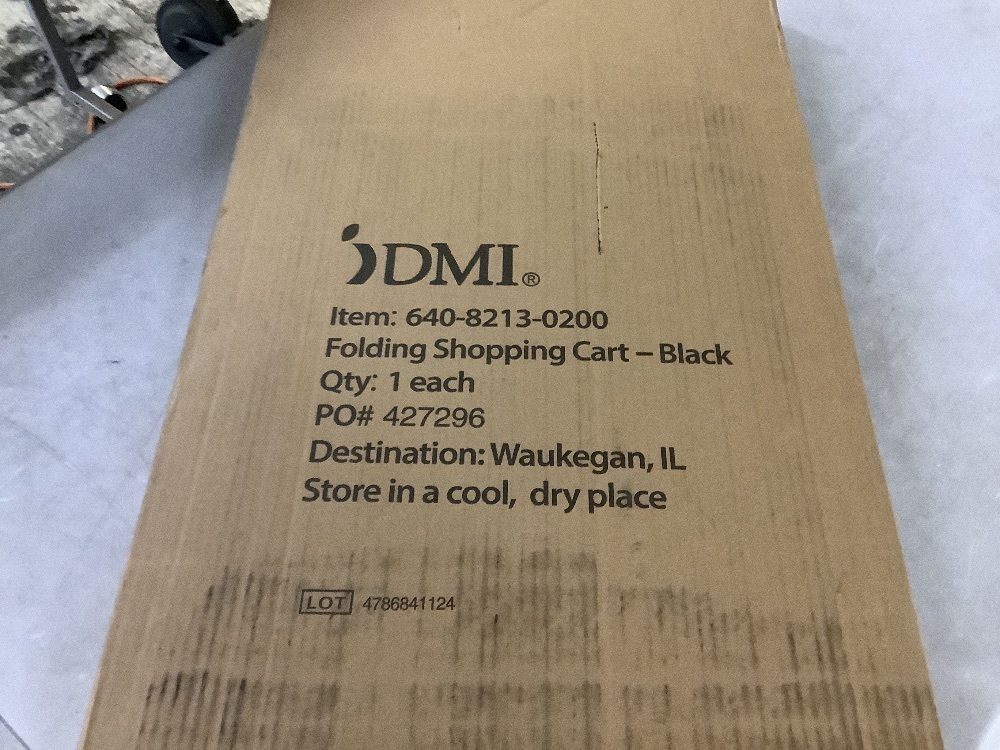 DMI®
Item: 640-8213-0200
Folding Shopping Cart – Black
Qty: 1 each
PO# 427296
Destination: Waukegan, IL
Store in a cool, dry place
LOT 4786841124